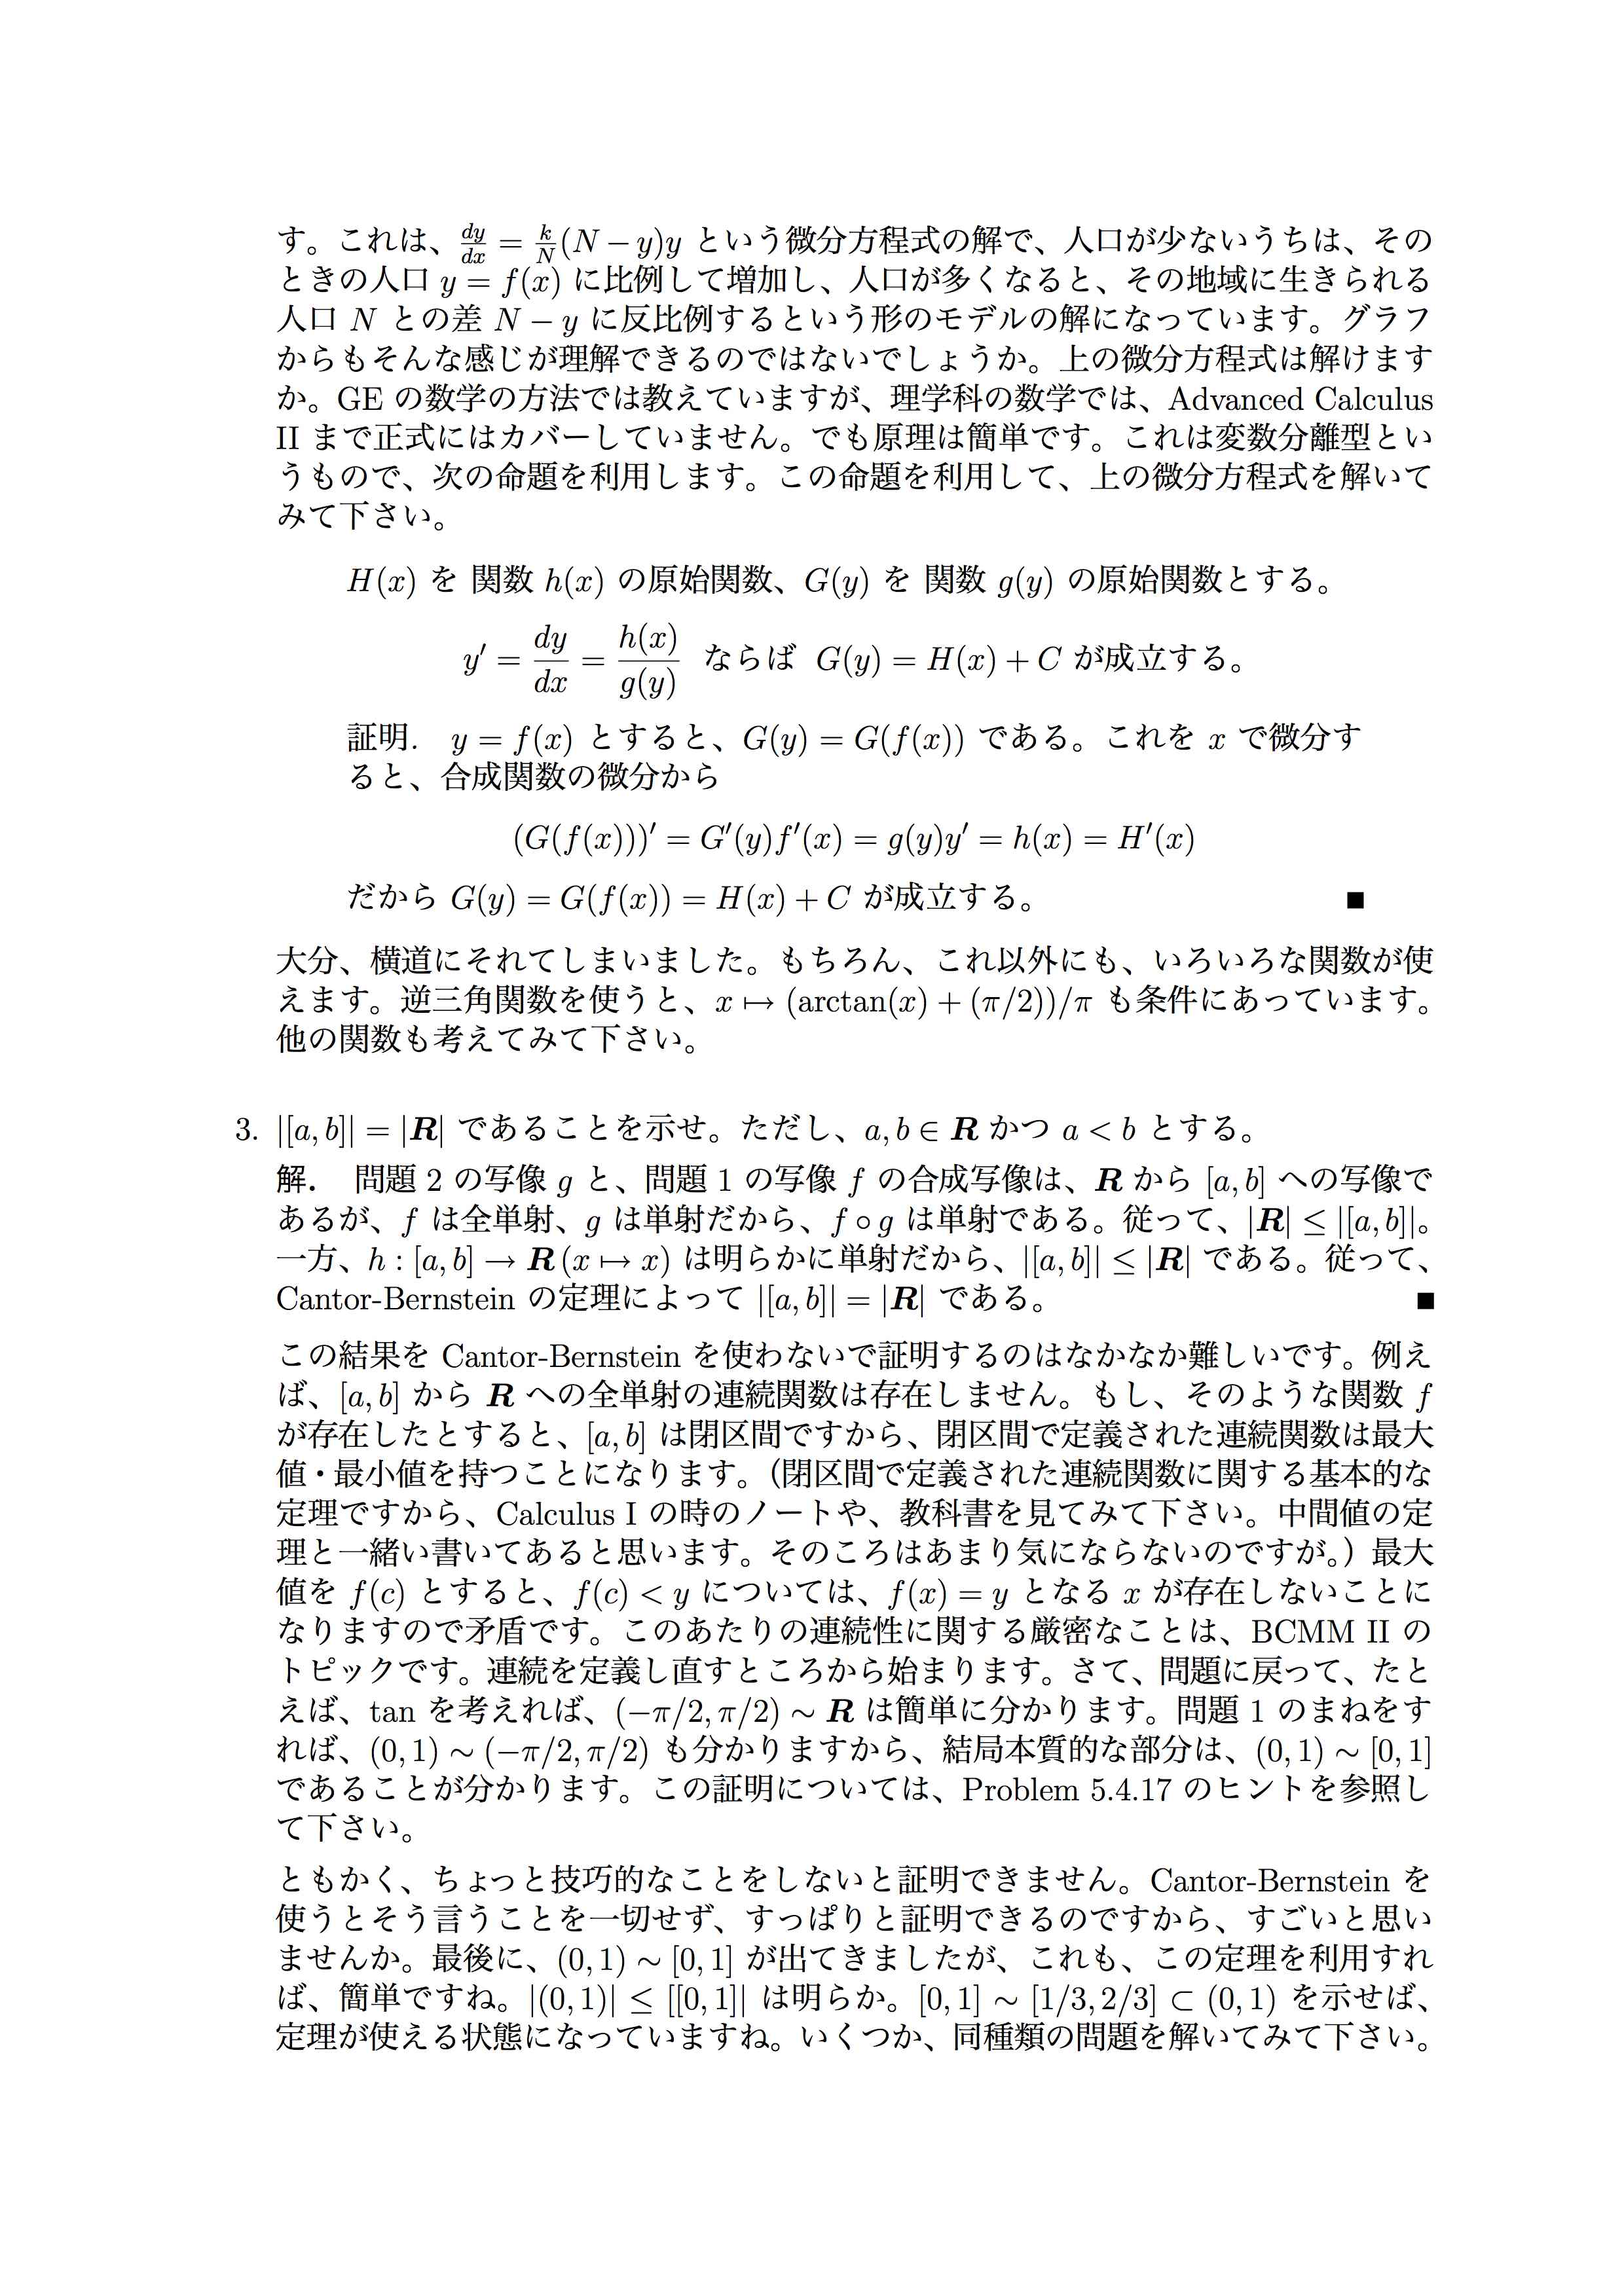 す。これは、dy/dx = k/N(N − y)y という微分方程式の解で、人口が少ないうちは、その
ときの人口 y = f(x) に比例して増加し、人口が多くなると、その地域に生きられる
人口 N との差 N − y に反比例するという形のモデルの解になっています。グラフ
からもそんな感じが理解できるのではないでしょうか。上の微分方程式は解けます
か。GE の数学の方法では教えていますが、理学科の数学では、Advanced Calculus
II まで正式にはカバーしていません。でも原理は簡単です。これは変数分離型とい
うもので、次の命題を利用します。この命題を利用して、上の微分方程式を解いて
みて下さい。
H(x) を 関数 h(x) の原始関数、G(y) を 関数 g(y) の原始関数とする。
y′ = dy/dx = h(x)/g(y) ならば G(y) = H(x) + C が成立する。
証明. y = f(x) とすると、G(y) = G(f(x)) である。これを x で微分す
ると、合成関数の微分から
(G(f(x)))′ = G′(y)f′(x) = g(y)y′ = h(x) = H′(x)
だから G(y) = G(f(x)) = H(x) + C が成立する。 ■
大分、横道にそれてしまいました。もちろん、これ以外にも、いろいろな関数が使
えます。逆三角関数を使うと、x ↦ (arctan(x) + (π/2))/π も条件にあっています。
他の関数も考えてみて下さい。
3. |[a, b]| = |R| であることを示せ。ただし、a, b ∈ R かつ a < b とする。
解. 問題 2 の写像 g と、問題 1 の写像 f の合成写像は、R から [a, b] への写像で
あるが、f は全単射、g は単射だから、f ∘ g は単射である。従って、|R| ≤ |[a, b]|。
一方、h : [a, b] → R (x ↦ x) は明らかに単射だから、|[a, b]| ≤ |R| である。従って、
Cantor-Bernstein の定理によって |[a, b]| = |R| である。 ■
この結果を Cantor-Bernstein を使わないで証明するのはなかなか難しいです。例え
ば、[a, b] から R への全単射の連続関数は存在しません。もし、そのような関数 f
が存在したとすると、[a, b] は閉区間ですから、閉区間で定義された連続関数は最大
値・最小値を持つことになります。(閉区間で定義された連続関数に関する基本的な
定理ですから、Calculus I の時のノートや、教科書を見てみて下さい。中間値の定
理と一緒い書いてあると思います。そのころはあまり気にならないのですが。) 最大
値を f(c) とすると、f(c) < y については、f(x) = y となる x が存在しないことに
なりますので矛盾です。このあたりの連続性に関する厳密なことは、BCMM II の
トピックです。連続を定義し直すところから始まります。さて、問題に戻って、たと
えば、tan を考えれば、(−π/2, π/2) ∼ R は簡単に分かります。問題 1 のまねをす
れば、(0, 1) ∼ (−π/2, π/2) も分かりますから、結局本質的な部分は、(0, 1) ∼ [0, 1]
であることが分かります。この証明については、Problem 5.4.17 のヒントを参照し
て下さい。
ともかく、ちょっと技巧的なことをしないと証明できません。Cantor-Bernstein を
使うとそう言うことを一切せず、すっぱりと証明できるのですから、すごいと思い
ませんか。最後に、(0, 1) ∼ [0, 1] が出てきましたが、これも、この定理を利用すれ
ば、簡単ですね。|(0, 1)| ≤ [[0, 1]| は明らか。[0, 1] ∼ [1/3, 2/3] ⊂ (0, 1) を示せば、
定理が使える状態になっていますね。いくつか、同種類の問題を解いてみて下さい。